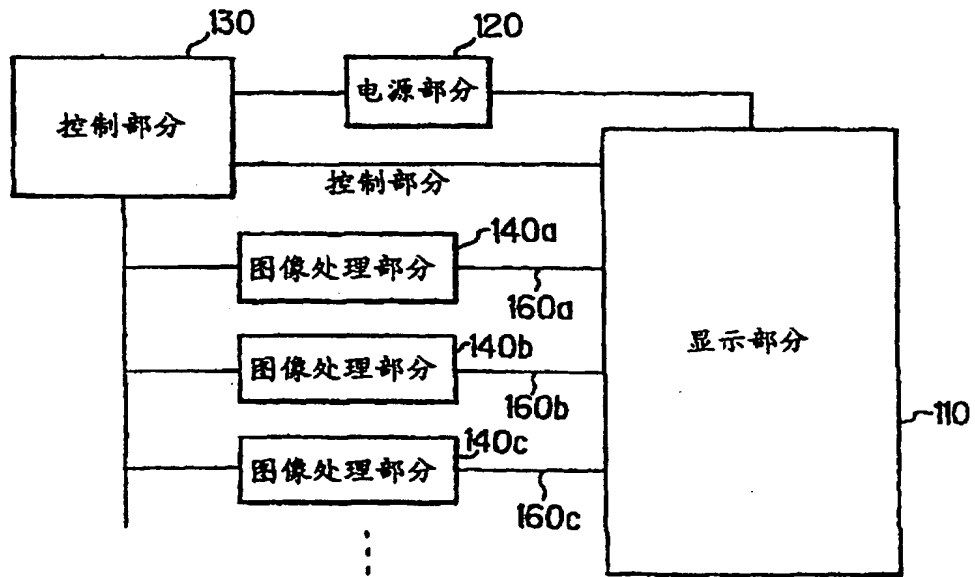 130
120
控制部分
电源部分
控制部分
140a
图像处理部分
160a
140b
图像处理部分
160b
显示部分
110
140c
图像处理部分
160c